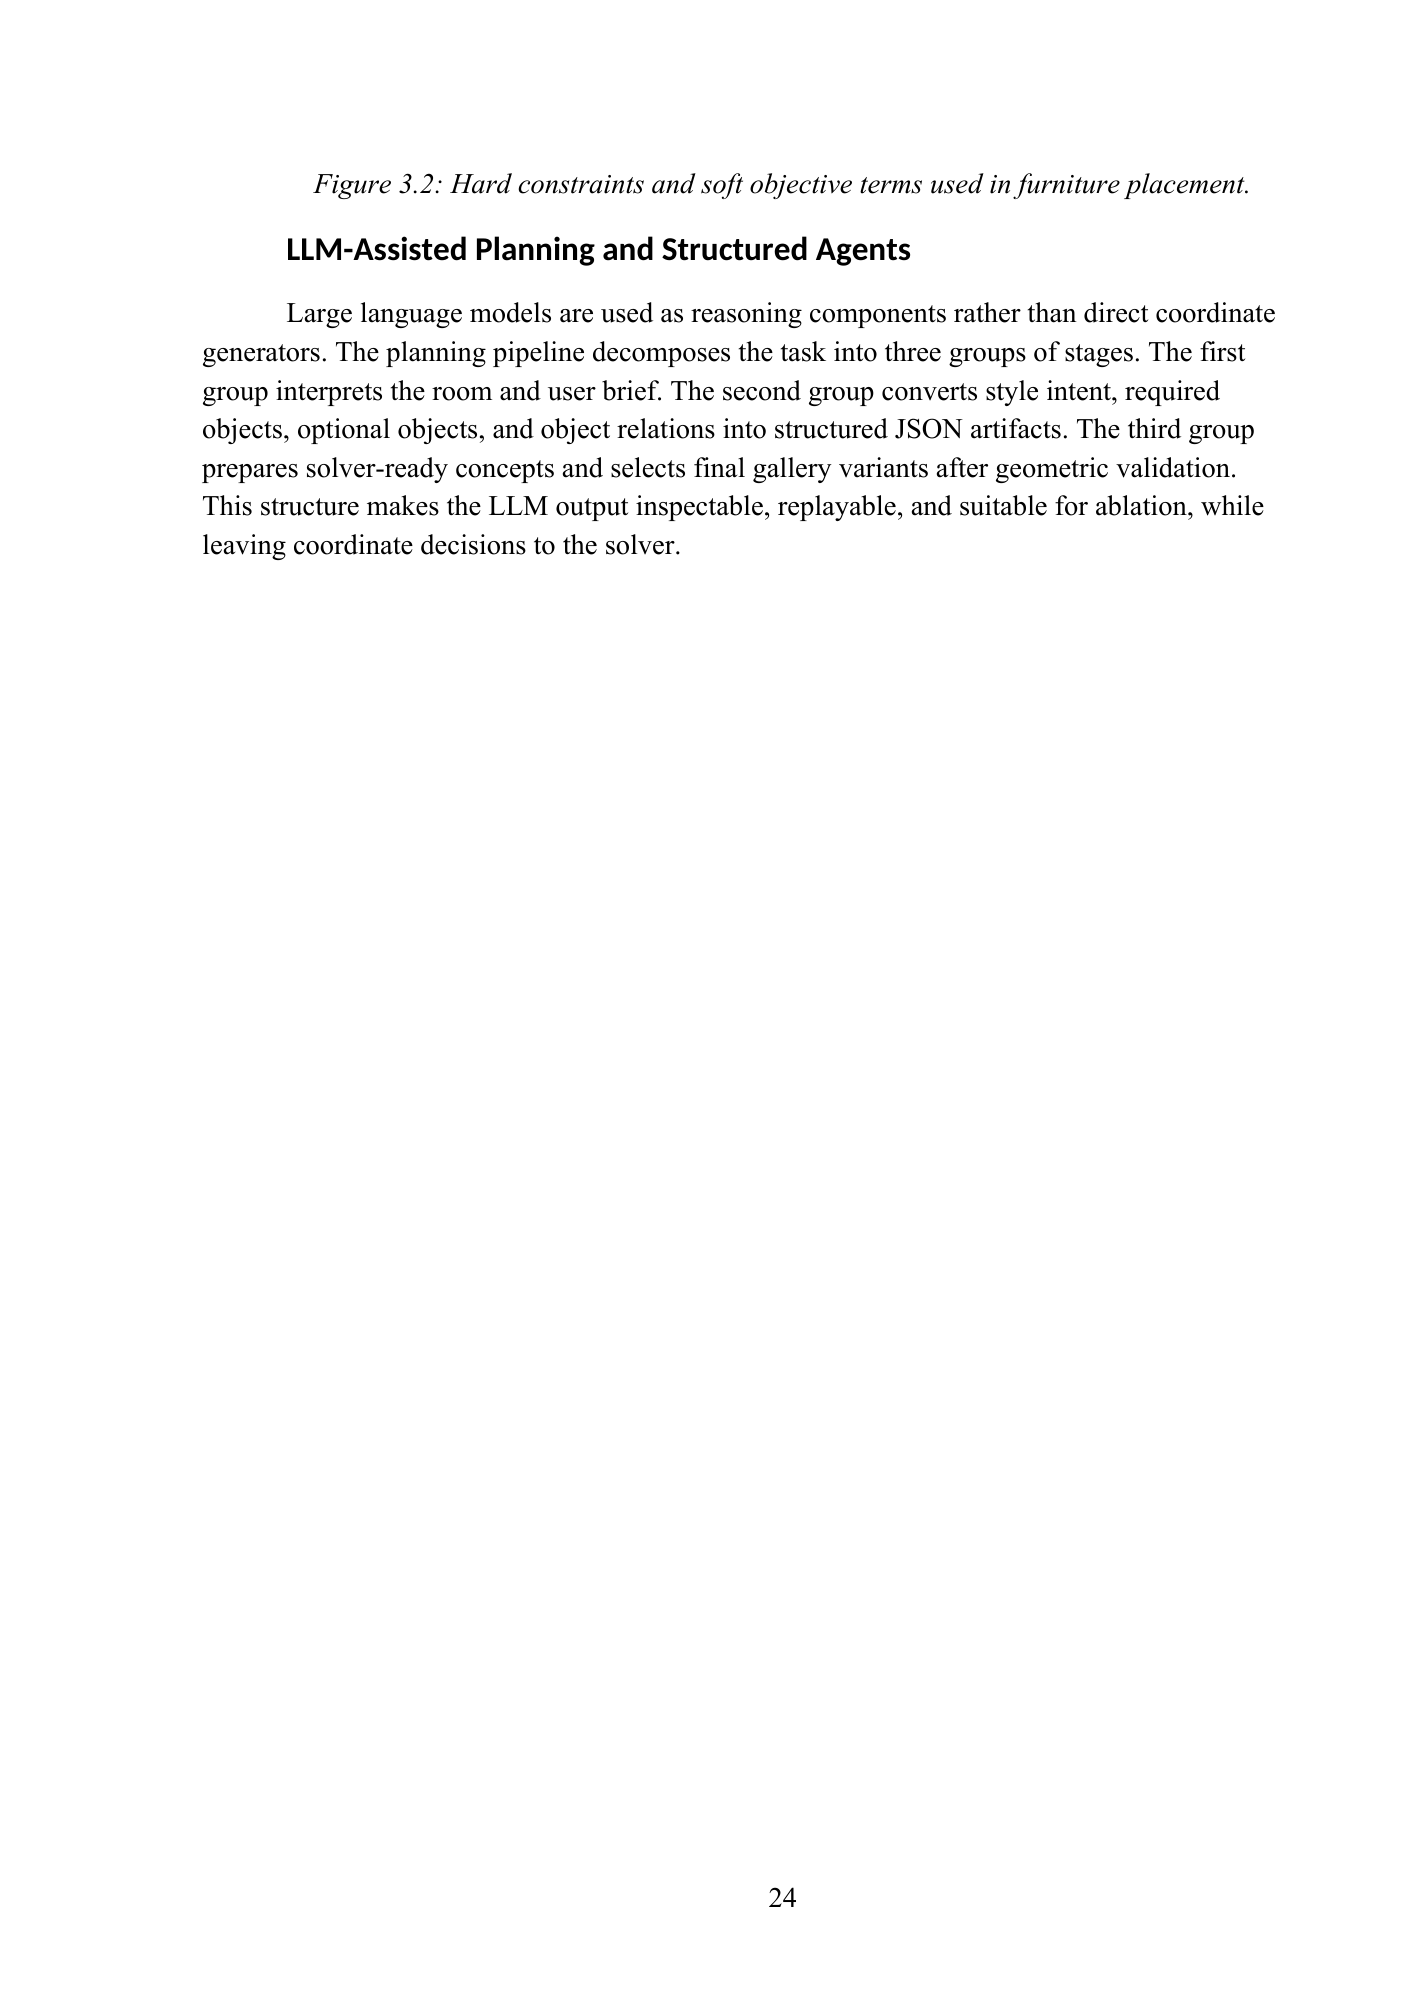 Figure 3.2: Hard constraints and soft objective terms used in furniture placement.
LLM-Assisted Planning and Structured Agents
Large language models are used as reasoning components rather than direct coordinate
generators. The planning pipeline decomposes the task into three groups of stages. The first
group interprets the room and user brief. The second group converts style intent, required
objects, optional objects, and object relations into structured JSON artifacts. The third group
prepares solver-ready concepts and selects final gallery variants after geometric validation.
This structure makes the LLM output inspectable, replayable, and suitable for ablation, while
leaving coordinate decisions to the solver.
24